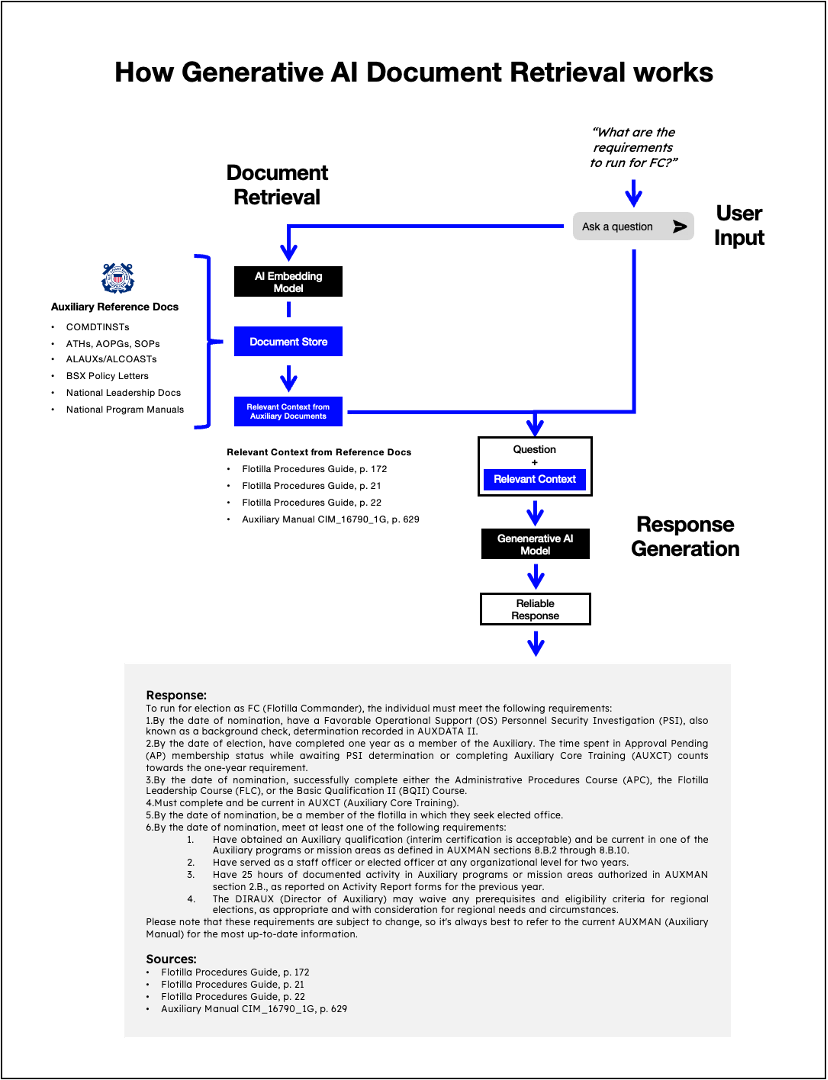 How Generative AI Document Retrieval works
“What are the
requirements
to run for FC?”
Document
Retrieval
Ask a question
User
Input
AI Embedding
Model
Auxiliary Reference Docs
• COMDTINSTs
• ATHs, AOPGs, SOPs
• ALAUXs/ALCOASTs
• BSX Policy Letters
• National Leadership Docs
• National Program Manuals
Document Store
Relevant Context from
Auxiliary Documents
Relevant Context from Reference Docs
• Flotilla Procedures Guide, p. 172
• Flotilla Procedures Guide, p. 21
• Flotilla Procedures Guide, p. 22
• Auxiliary Manual CIM_16790_1G, p. 629
Question
+
Relevant Context
Response
Generation
Genenerative AI
Model
Reliable
Response
Response:
To run for election as FC (Flotilla Commander), the individual must meet the following requirements:
1.By the date of nomination, have a Favorable Operational Support (OS) Personnel Security Investigation (PSI), also
known as a background check, determination recorded in AUXDATA II.
2.By the date of election, have completed one year as a member of the Auxiliary. The time spent in Approval Pending
(AP) membership status while awaiting PSI determination or completing Auxiliary Core Training (AUXCT) counts
towards the one-year requirement.
3.By the date of nomination, successfully complete either the Administrative Procedures Course (APC), the Flotilla
Leadership Course (FLC), or the Basic Qualification II (BQII) Course.
4.Must complete and be current in AUXCT (Auxiliary Core Training).
5.By the date of nomination, be a member of the flotilla in which they seek elected office.
6.By the date of nomination, meet at least one of the following requirements:
1. Have obtained an Auxiliary qualification (interim certification is acceptable) and be current in one of the
Auxiliary programs or mission areas as defined in AUXMAN sections 8.B.2 through 8.B.10.
2. Have served as a staff officer or elected officer at any organizational level for two years.
3. Have 25 hours of documented activity in Auxiliary programs or mission areas authorized in AUXMAN
section 2.B., as reported on Activity Report forms for the previous year.
4. The DIRAUX (Director of Auxiliary) may waive any prerequisites and eligibility criteria for regional
elections, as appropriate and with consideration for regional needs and circumstances.
Please note that these requirements are subject to change, so it's always best to refer to the current AUXMAN (Auxiliary
Manual) for the most up-to-date information.
Sources:
• Flotilla Procedures Guide, p. 172
• Flotilla Procedures Guide, p. 21
• Flotilla Procedures Guide, p. 22
• Auxiliary Manual CIM_16790_1G, p. 629